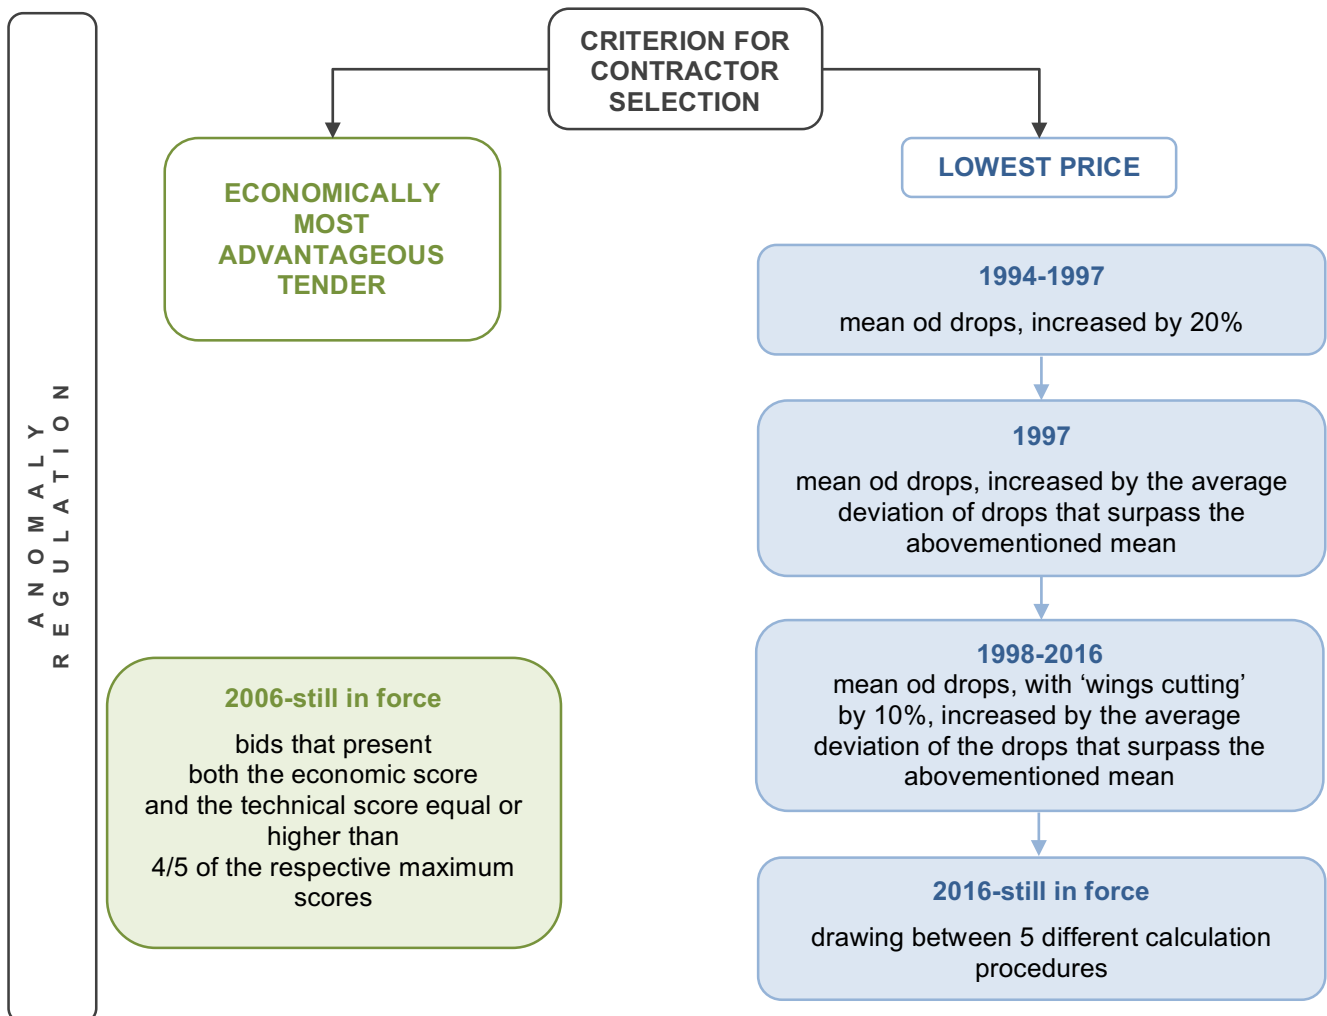 CRITERION FOR
CONTRACTOR
SELECTION
ECONOMICALLY
MOST
ADVANTAGEOUS
TENDER
LOWEST PRICE
1994-1997
mean od drops, increased by 20%
1997
mean od drops, increased by the average
deviation of drops that surpass the
abovementioned mean
1998-2016
mean od drops, with ‘wings cutting’
by 10%, increased by the average
deviation of the drops that surpass the
abovementioned mean
2016-still in force
drawing between 5 different calculation
procedures
2006-still in force
bids that present
both the economic score
and the technical score equal or
higher than
4/5 of the respective maximum
scores
A N O M A L Y
R E G U L A T I O N